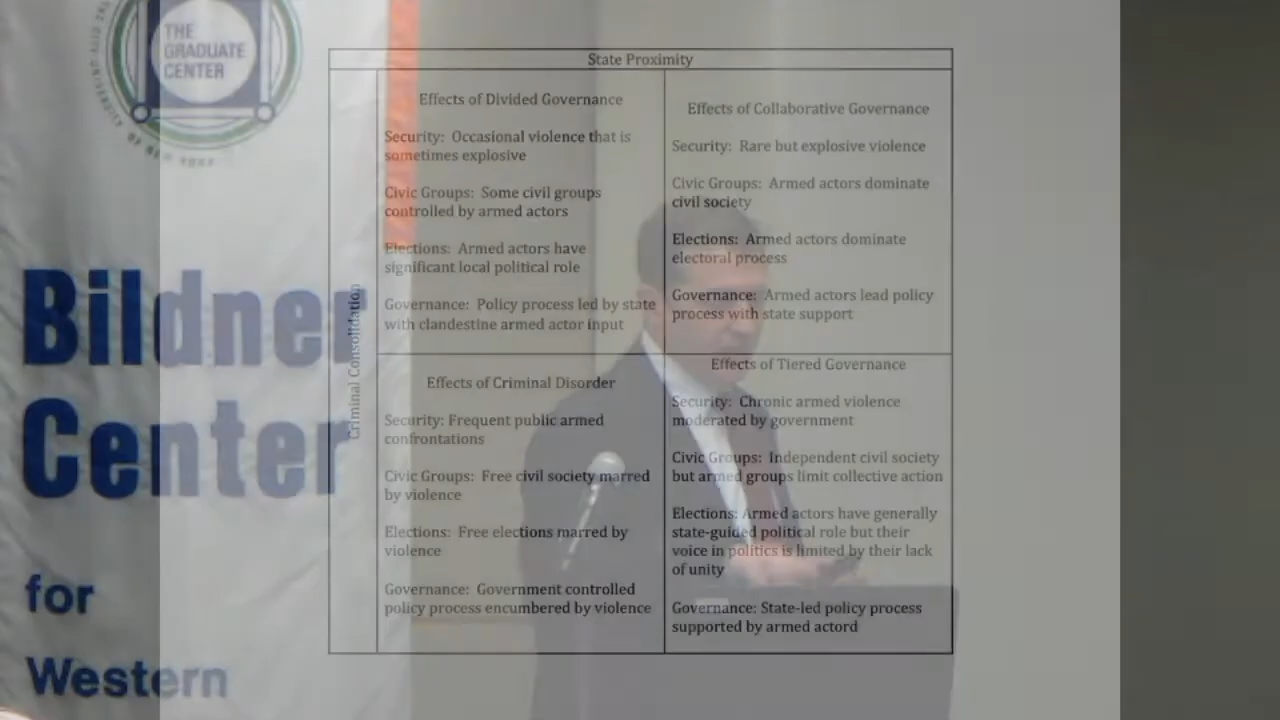 THE
GRADUATE
CENTER
OF NEW YORK
Bildner
Center
for
Western
State Proximity
Criminal Consolidation
Effects of Divided Governance
Security: Occasional violence that is
sometimes explosive
Civic Groups: Some civil groups
controlled by armed actors
Elections: Armed actors have
significant local political role
Governance: Policy process led by state
with clandestine armed actor input
Effects of Collaborative Governance
Security: Rare but explosive violence
Civic Groups: Armed actors dominate
civil society
Elections: Armed actors dominate
electoral process
Governance: Armed actors lead policy
process with state support
Effects of Criminal Disorder
Security: Frequent public armed
confrontations
Civic Groups: Free civil society marred
by violence
Elections: Free elections marred by
violence
Governance: Government controlled
policy process encumbered by violence
Effects of Tiered Governance
Security: Chronic armed violence
moderated by government
Civic Groups: Independent civil society
but armed groups limit collective action
Elections: Armed actors have generally
state-guided political role but their
voice in politics is limited by their lack
of unity
Governance: State-led policy process
supported by armed actord